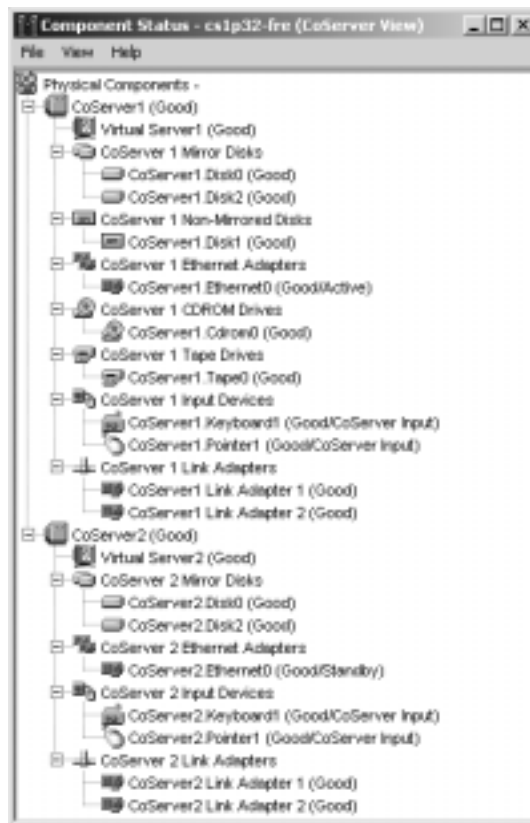 Component Status - cs1p32-fre (CoServer View)
File View Help
Physical Components -
CoServer1 (Good)
Virtual Server1 (Good)
CoServer 1 Mirror Disks
CoServer1.Disk0 (Good)
CoServer1.Disk2 (Good)
CoServer 1 Non-Mirrored Disks
CoServer1.Disk1 (Good)
CoServer 1 Ethernet Adapters
CoServer1.Ethernet0 (Good/Active)
CoServer 1 CDROM Drives
CoServer1.Cdrom0 (Good)
CoServer 1 Tape Drives
CoServer1.Tape0 (Good)
CoServer 1 Input Devices
CoServer1.Keyboard1 (Good/CoServer Input)
CoServer1.Pointer1 (Good/CoServer Input)
CoServer 1 Link Adapters
CoServer1 Link Adapter 1 (Good)
CoServer1 Link Adapter 2 (Good)
CoServer2 (Good)
Virtual Server2 (Good)
CoServer 2 Mirror Disks
CoServer2.Disk0 (Good)
CoServer2.Disk2 (Good)
CoServer 2 Ethernet Adapters
CoServer2.Ethernet0 (Good/Standby)
CoServer 2 Input Devices
CoServer2.Keyboard1 (Good/CoServer Input)
CoServer2.Pointer1 (Good/CoServer Input)
CoServer 2 Link Adapters
CoServer2 Link Adapter 1 (Good)
CoServer2 Link Adapter 2 (Good)